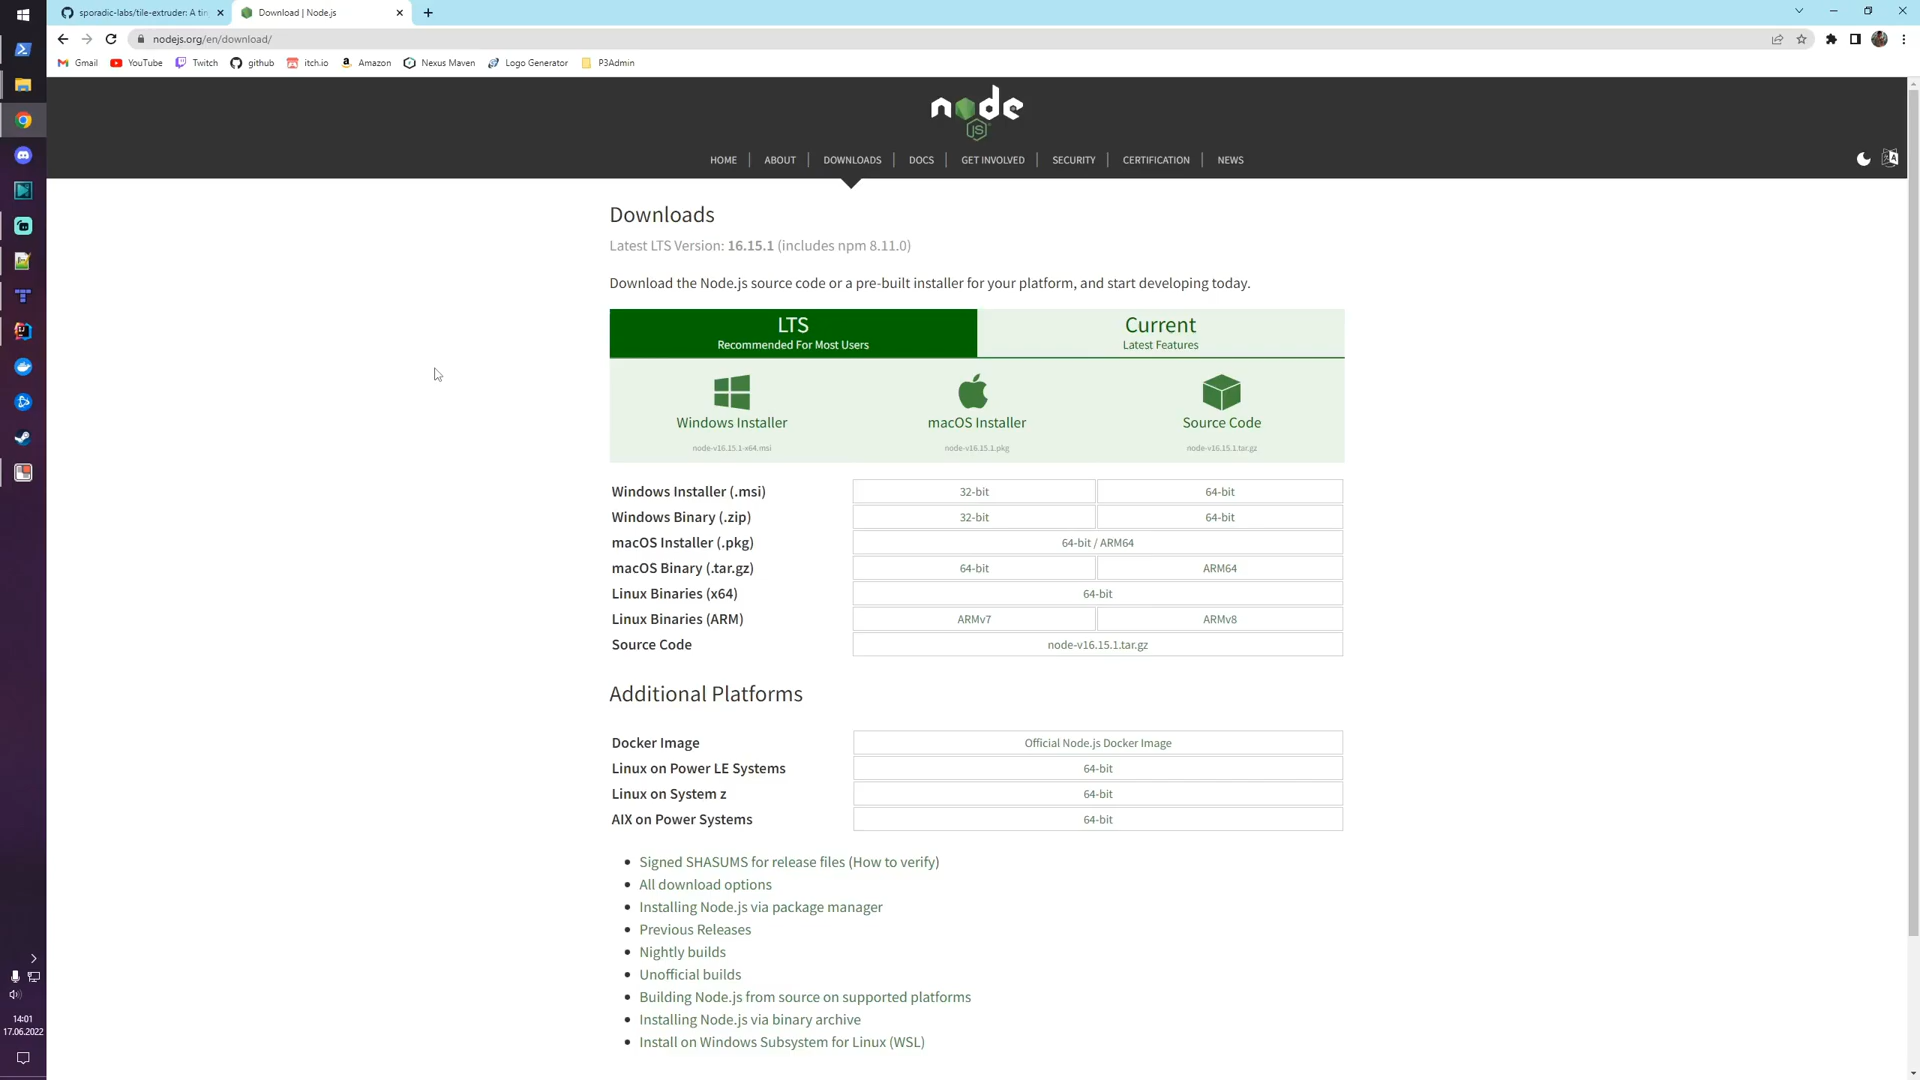 sporadic-labs/tile-extruder: A tin
Download | Node.js
nodejs.org/en/download/
Gmail
YouTube
Twitch
github
itch.io
Amazon
Nexus Maven
Logo Generator
P3Admin
node
JS
HOME
ABOUT
DOWNLOADS
DOCS
GET INVOLVED
SECURITY
CERTIFICATION
NEWS
Downloads
Latest LTS Version: 16.15.1 (includes npm 8.11.0)
Download the Node.js source code or a pre-built installer for your platform, and start developing today.
LTS
Recommended For Most Users
Current
Latest Features
Windows Installer
node-v16.15.1-x64.msi
macOS Installer
node-v16.15.1.pkg
Source Code
node-v16.15.1.tar.gz
Windows Installer (.msi) 32-bit 64-bit
Windows Binary (.zip) 32-bit 64-bit
macOS Installer (.pkg) 64-bit / ARM64
macOS Binary (.tar.gz) 64-bit ARM64
Linux Binaries (x64) 64-bit
Linux Binaries (ARM) ARMv7 ARMv8
Source Code node-v16.15.1.tar.gz
Additional Platforms
Docker Image Official Node.js Docker Image
Linux on Power LE Systems 64-bit
Linux on System z 64-bit
AIX on Power Systems 64-bit
Signed SHASUMS for release files (How to verify)
All download options
Installing Node.js via package manager
Previous Releases
Nightly builds
Unofficial builds
Building Node.js from source on supported platforms
Installing Node.js via binary archive
Install on Windows Subsystem for Linux (WSL)
14:01
17.06.2022